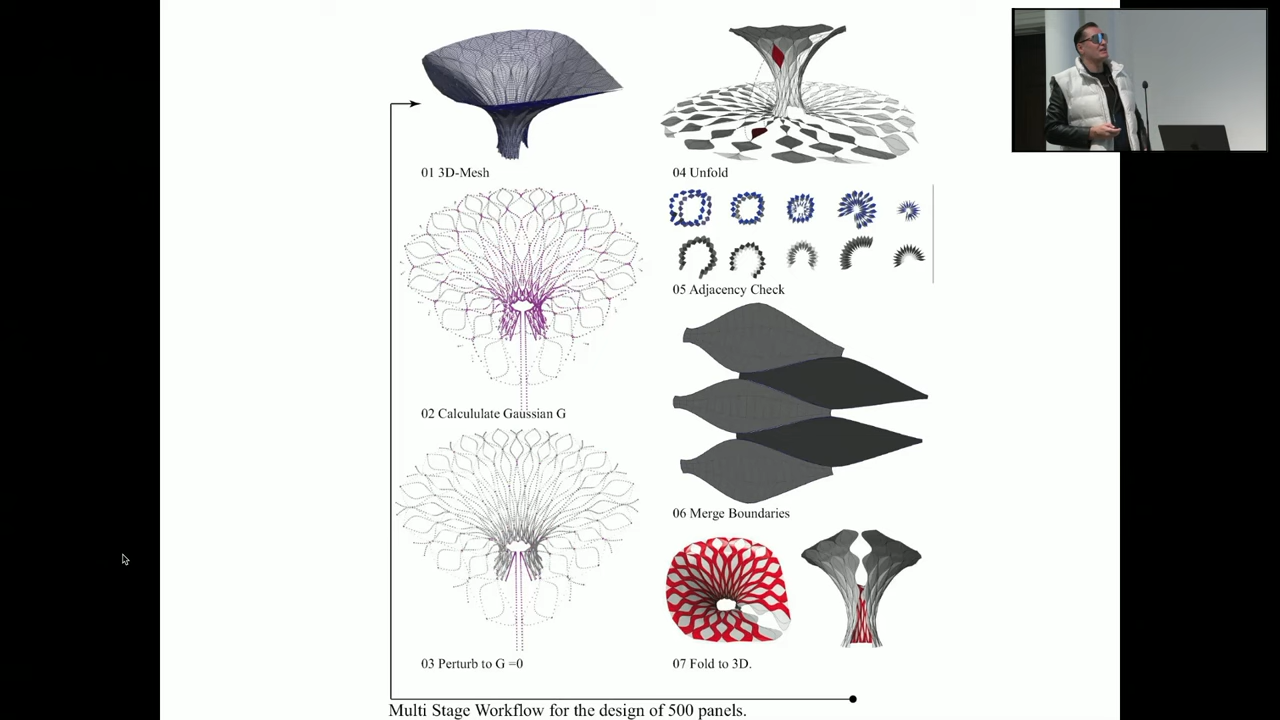 01 3D-Mesh
02 Calcululate Gaussian G
03 Perturb to G =0
04 Unfold
05 Adjacency Check
06 Merge Boundaries
07 Fold to 3D.
Multi Stage Workflow for the design of 500 panels.